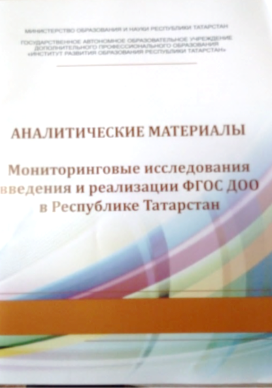 МИНИСТЕРСТВО ОБРАЗОВАНИЯ И НАУКИ РЕСПУБЛИКИ ТАТАРСТАН
ГОСУДАРСТВЕННОЕ АВТОНОМНОЕ ОБРАЗОВАТЕЛЬНОЕ УЧРЕЖДЕНИЕ
ДОПОЛНИТЕЛЬНОГО ПРОФЕССИОНАЛЬНОГО ОБРАЗОВАНИЯ
«ИНСТИТУТ РАЗВИТИЯ ОБРАЗОВАНИЯ РЕСПУБЛИКИ ТАТАРСТАН»
АНАЛИТИЧЕСКИЕ МАТЕРИАЛЫ
Мониторинговые исследования
введения и реализации ФГОС ДОО
в Республике Татарстан